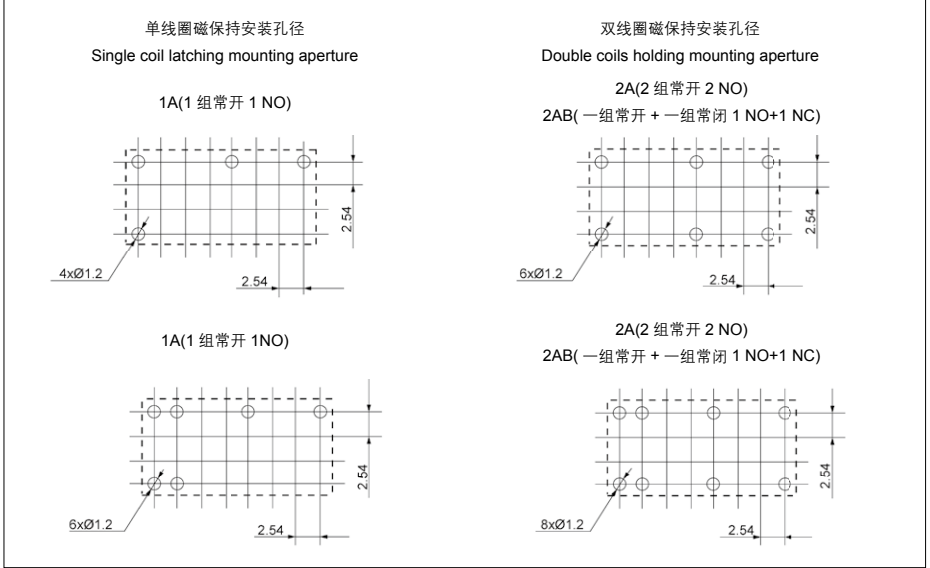 单线圈磁保持安装孔径
Single coil latching mounting aperture
1A(1 组常开 1 NO)
2.54
4xØ1.2
2.54
双线圈磁保持安装孔径
Double coils holding mounting aperture
2A(2 组常开 2 NO)
2AB( 一组常开 + 一组常闭 1 NO+1 NC)
2.54
6xØ1.2
2.54
1A(1 组常开 1NO)
2.54
6xØ1.2
2.54
2A(2 组常开 2 NO)
2AB( 一组常开 + 一组常闭 1 NO+1 NC)
2.54
8xØ1.2
2.54